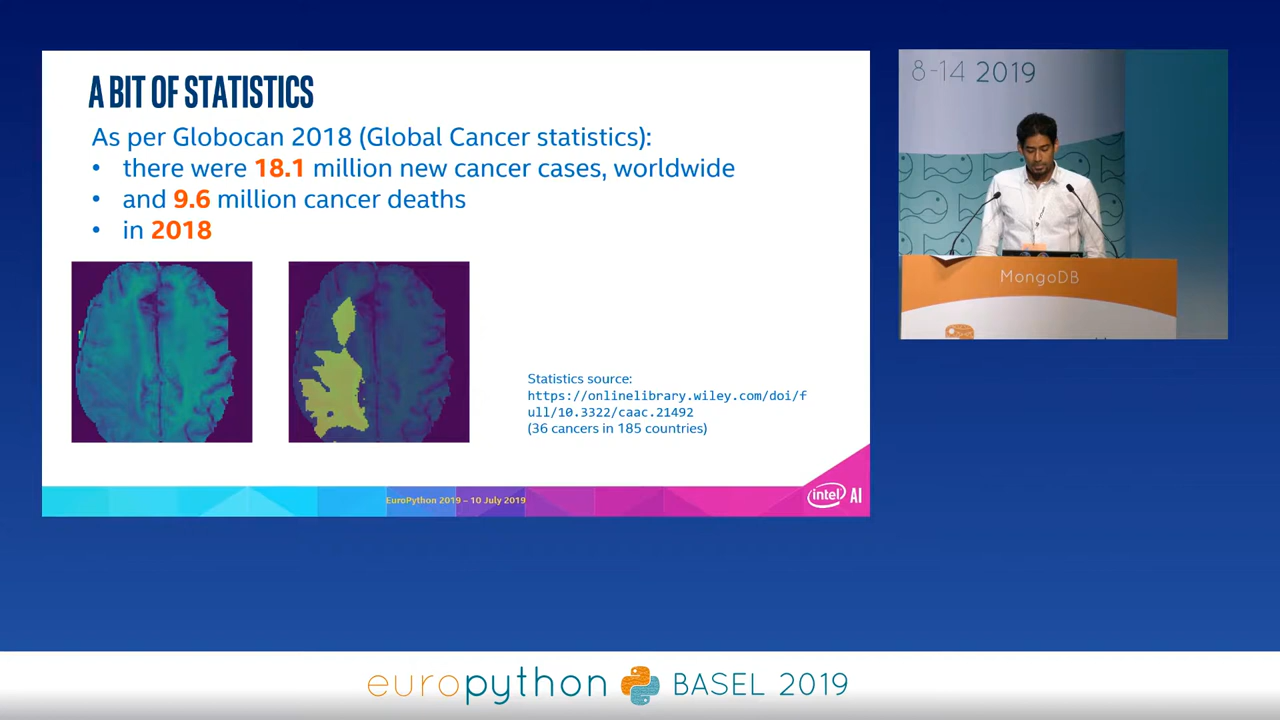 A BIT OF STATISTICS
As per Globocan 2018 (Global Cancer statistics):
• there were 18.1 million new cancer cases, worldwide
• and 9.6 million cancer deaths
• in 2018
Statistics source:
https://onlinelibrary.wiley.com/doi/f
ull/10.3322/caac.21492
(36 cancers in 185 countries)
EuroPython 2019 – 10 July 2019
intel AI
8-14 2019
MongoDB
europython BASEL 2019